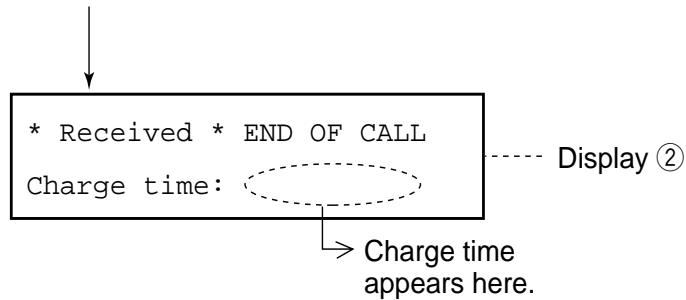 * Received * END OF CALL
Display ②
Charge time:
Charge time
appears here.